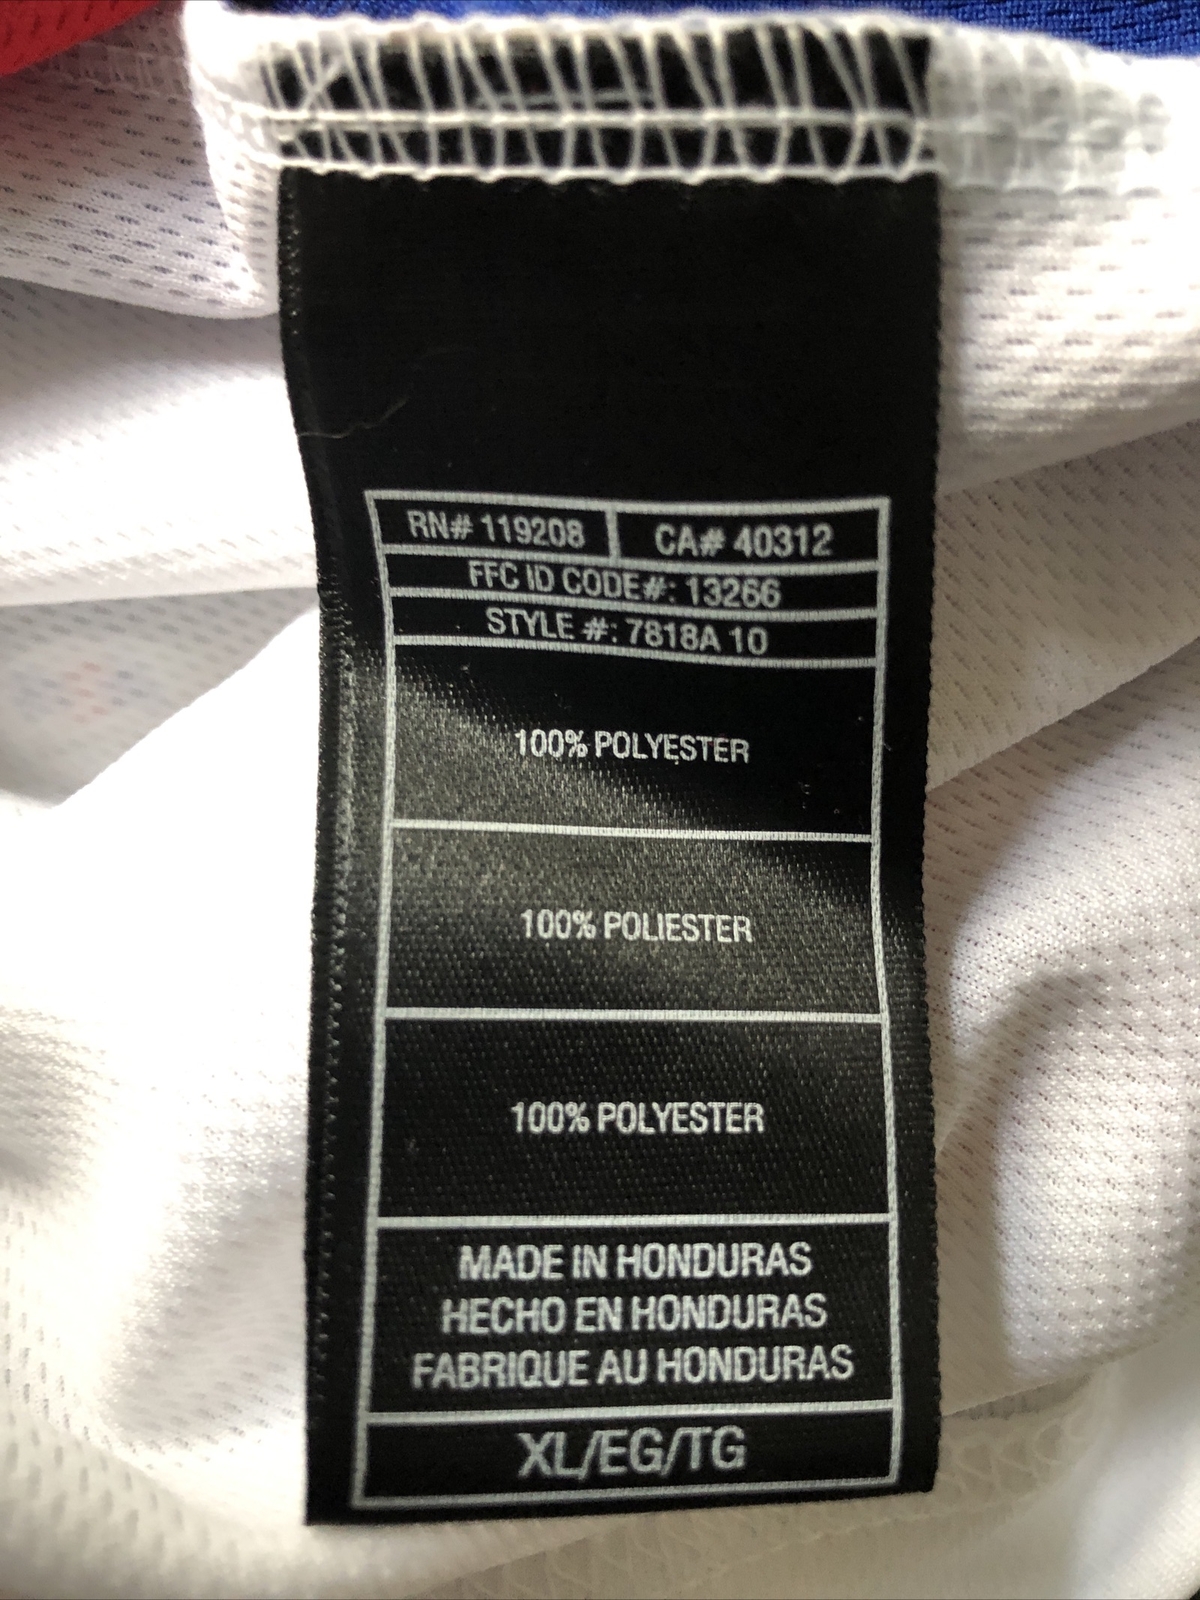 RN# 119208 CA# 40312
FFC ID CODE#: 13266
STYLE #: 7818A 10
100% POLYESTER
100% POLIESTER
100% POLYESTER
MADE IN HONDURAS
HECHO EN HONDURAS
FABRIQUE AU HONDURAS
XL/EG/TG